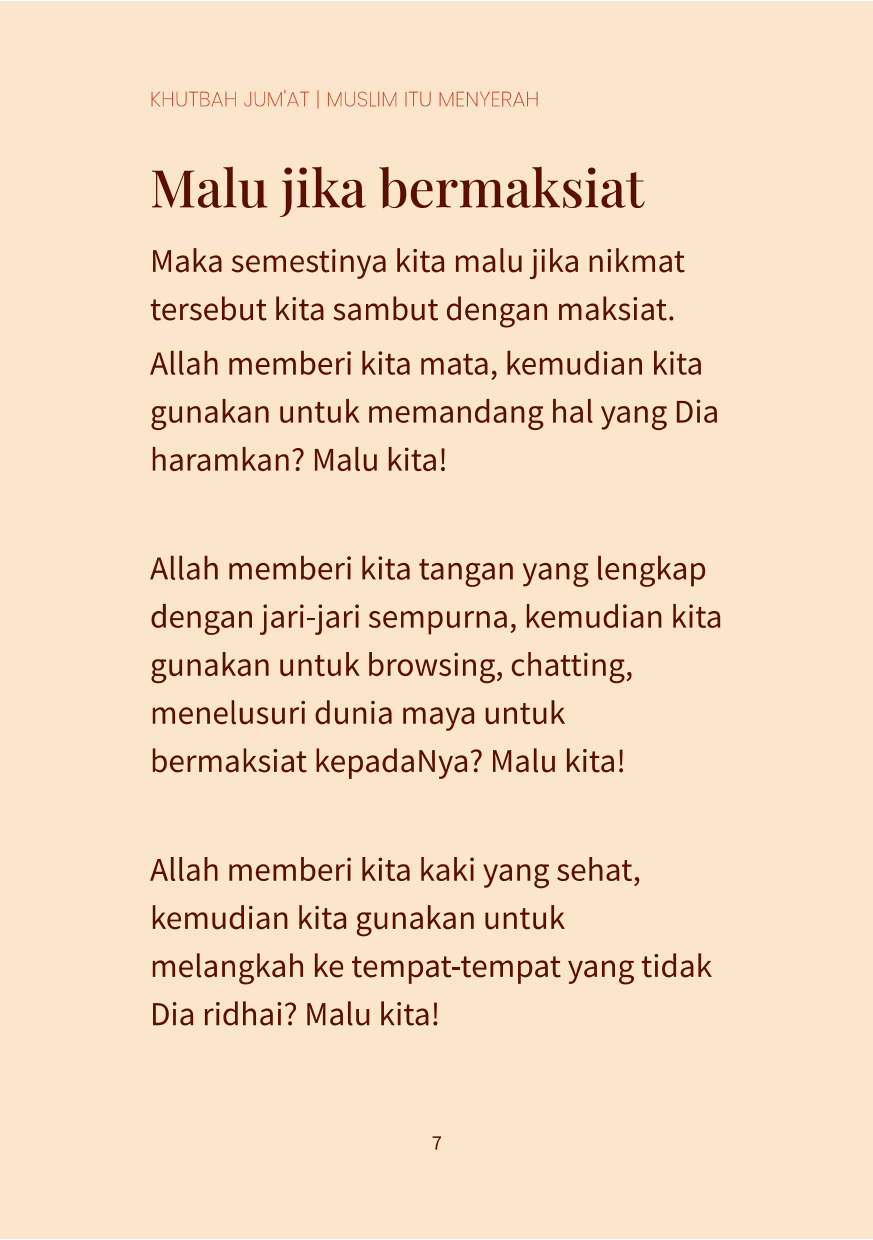 KHUTBAH JUM'AT | MUSLIM ITU MENYERAH
Malu jika bermaksiat
Maka semestinya kita malu jika nikmat
tersebut kita sambut dengan maksiat.
Allah memberi kita mata, kemudian kita
gunakan untuk memandang hal yang Dia
haramkan? Malu kita!
Allah memberi kita tangan yang lengkap
dengan jari-jari sempurna, kemudian kita
gunakan untuk browsing, chatting,
menelusuri dunia maya untuk
bermaksiat kepadaNya? Malu kita!
Allah memberi kita kaki yang sehat,
kemudian kita gunakan untuk
melangkah ke tempat-tempat yang tidak
Dia ridhai? Malu kita!
7